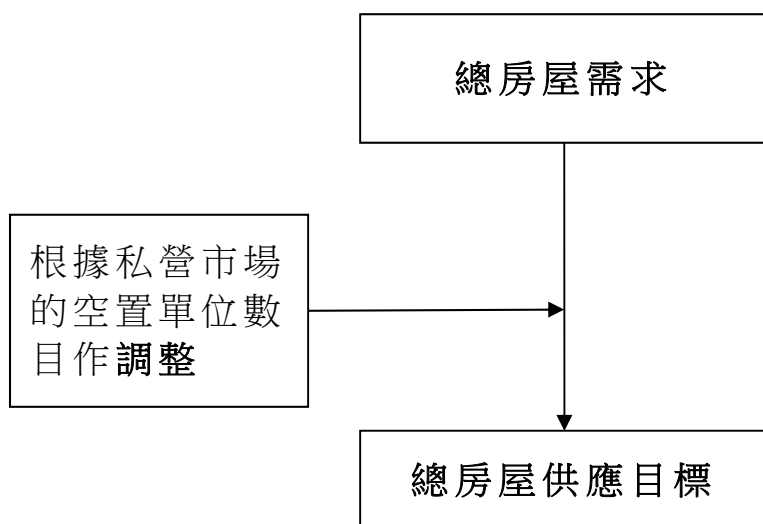 總房屋需求
根據私營市場
的空置單位數
目作調整
總房屋供應目標